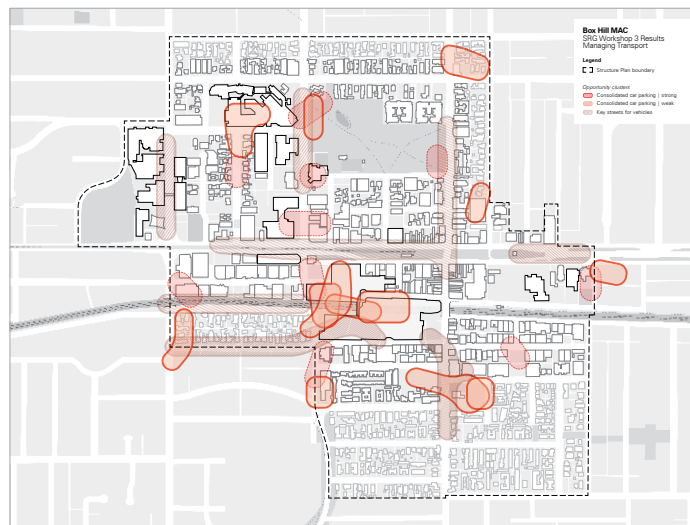 Box Hill MAC
SRG Workshop 3 Results
Managing Transport
Legend
Structure Plan boundary
Opportunity clusters
Consolidated car parking | strong
Consolidated car parking | weak
Key streets for vehicles